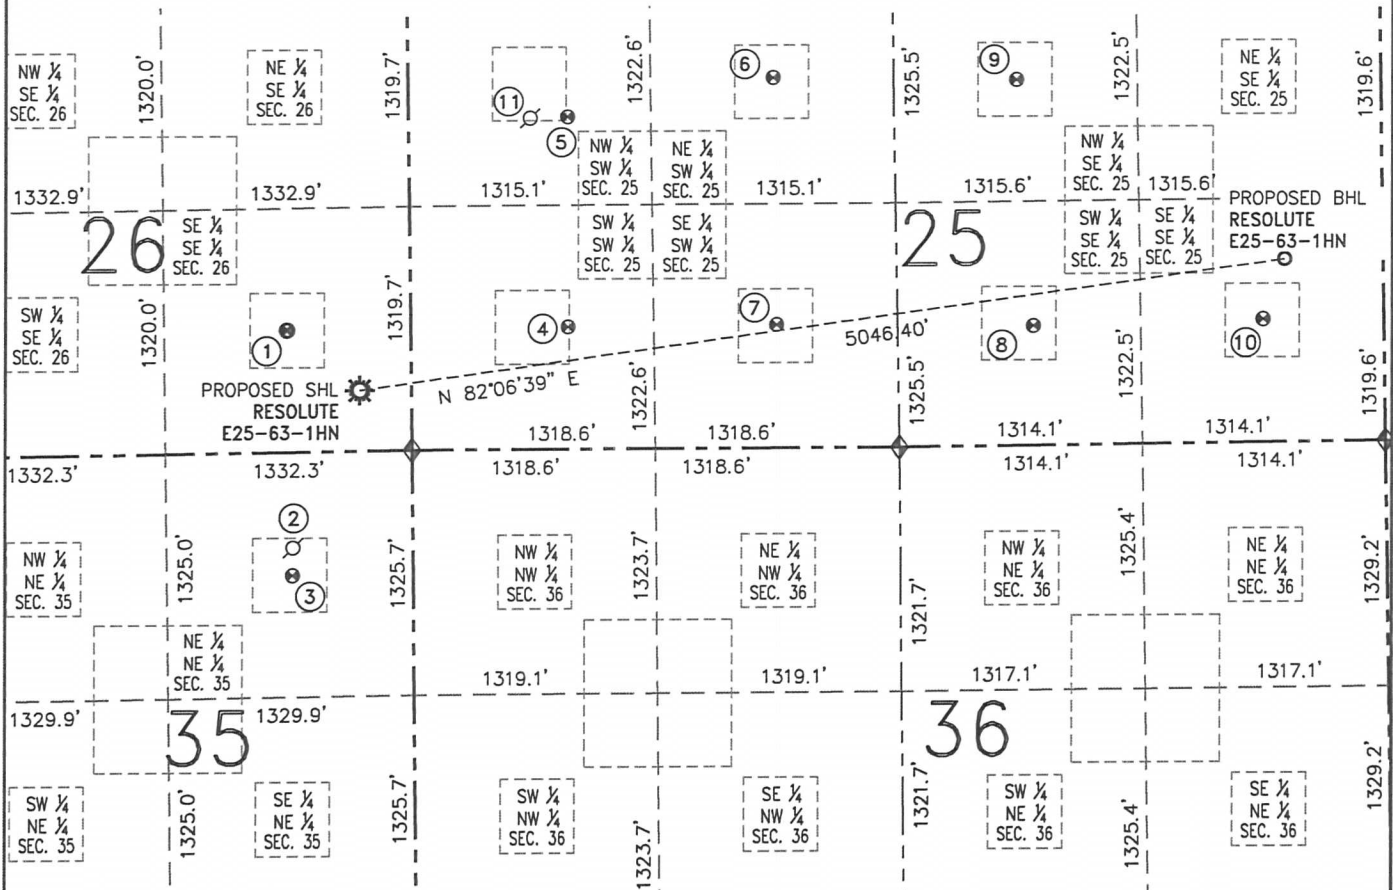 1320.0'
1319.7'
1322.6'
1325.5'
1322.5'
1319.6'
NW ¼
SE ¼
SEC. 26
NE ¼
SE ¼
SEC. 26
11
5
6
9
NE ¼
SE ¼
SEC. 25
NW ¼
SW ¼
SEC. 25
NE ¼
SW ¼
SEC. 25
NW ¼
SE ¼
SEC. 25
1332.9'
1332.9'
1315.1'
1315.1'
1315.6'
1315.6'
PROPOSED BHL
RESOLUTE
E25-63-1HN
26
SE ¼
SE ¼
SEC. 26
SW ¼
SW ¼
SEC. 25
SE ¼
SW ¼
SEC. 25
25
SW ¼
SE ¼
SEC. 25
SE ¼
SE ¼
SEC. 25
SW ¼
SE ¼
SEC. 26
1320.0'
1
1319.7'
4
7
5046.40'
8
10
1322.6'
1325.5'
1322.5'
1319.6'
PROPOSED SHL
RESOLUTE
E25-63-1HN
N 82°06'39" E
1318.6'
1318.6'
1314.1'
1314.1'
1332.3'
1332.3'
1318.6'
1318.6'
1314.1'
1314.1'
2
3
NW ¼
NE ¼
SEC. 35
1325.0'
1325.7'
NW ¼
NW ¼
SEC. 36
1323.7'
NE ¼
NW ¼
SEC. 36
1321.7'
NW ¼
NE ¼
SEC. 36
1325.4'
NE ¼
NE ¼
SEC. 36
1329.2'
NE ¼
NE ¼
SEC. 35
1319.1'
1319.1'
1317.1'
1317.1'
1329.9'
1329.9'
35
36
SW ¼
NE ¼
SEC. 35
1325.0'
SE ¼
NE ¼
SEC. 35
1325.7'
SW ¼
NW ¼
SEC. 36
1323.7'
SE ¼
NW ¼
SEC. 36
1321.7'
SW ¼
NE ¼
SEC. 36
1325.4'
SE ¼
NE ¼
SEC. 36
1329.2'